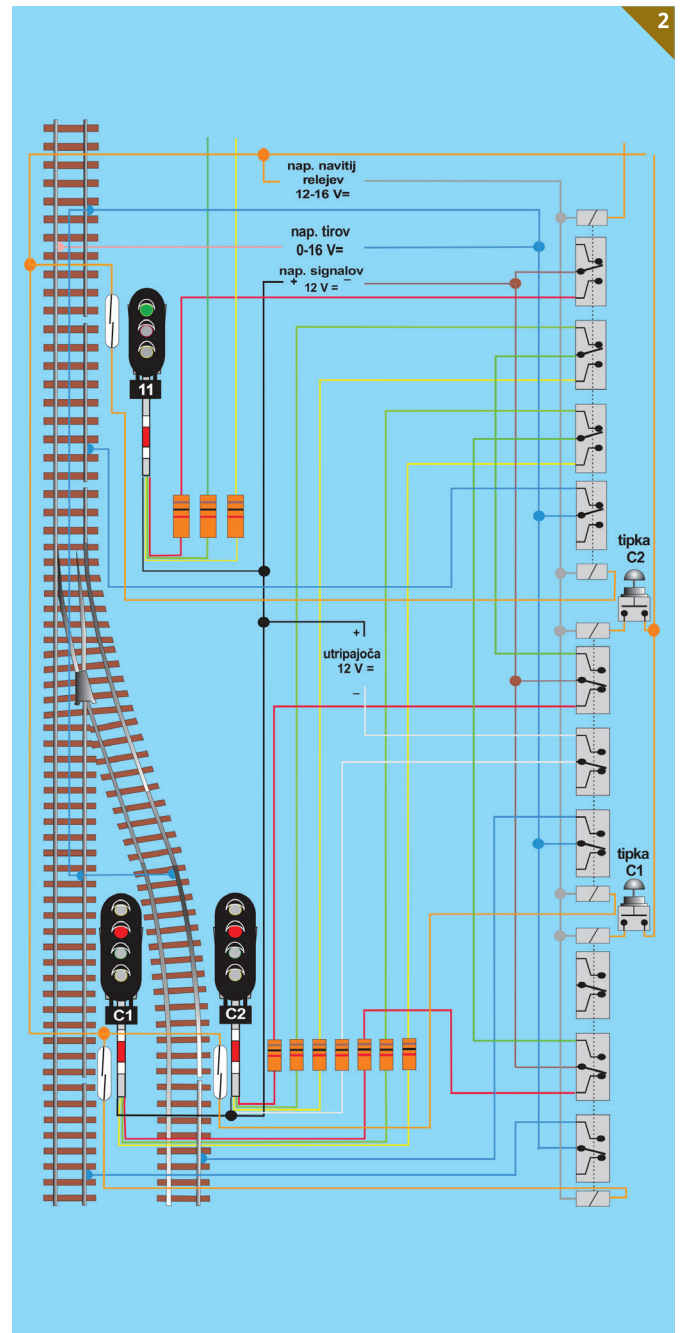 2
nap. navitij
relejev
12-16 V=
nap. tirov
0-16 V=
nap. signalov
+ 12 V = –
11
tipka
C2
+
utripajoča
12 V =
–
tipka
C1
C1
C2